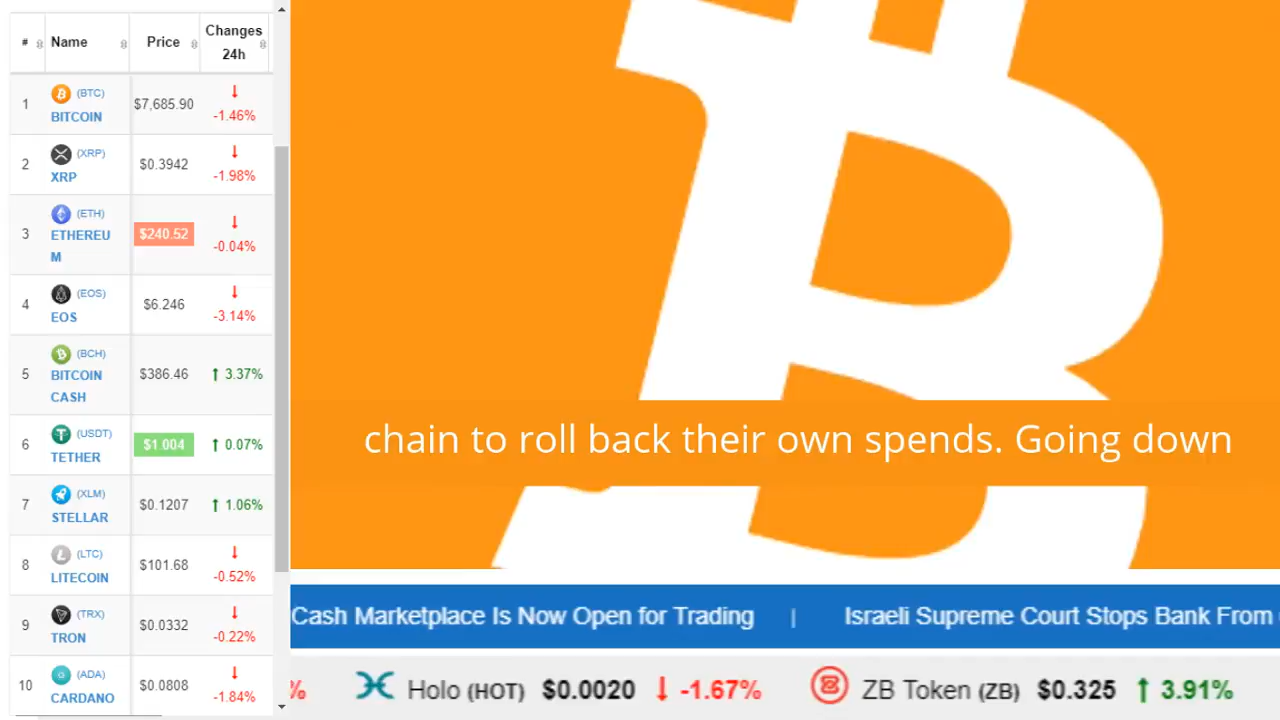 # Name Price Changes 24h
1 (BTC) BITCOIN $7,685.90 ↓ -1.46%
2 (XRP) XRP $0.3942 ↓ -1.98%
3 (ETH) ETHEREUM $240.52 ↓ -0.04%
4 (EOS) EOS $6.246 ↓ -3.14%
5 (BCH) BITCOIN CASH $386.46 ↑ 3.37%
6 (USDT) TETHER $1.004 ↑ 0.07%
7 (XLM) STELLAR $0.1207 ↑ 1.06%
8 (LTC) LITECOIN $101.68 ↓ -0.52%
9 (TRX) TRON $0.0332 ↓ -0.22%
10 (ADA) CARDANO $0.0808 ↓ -1.84%
chain to roll back their own spends. Going down
Cash Marketplace Is Now Open for Trading | Israeli Supreme Court Stops Bank From
% Holo (HOT) $0.0020 ↓ -1.67% ZB Token (ZB) $0.325 ↑ 3.91%